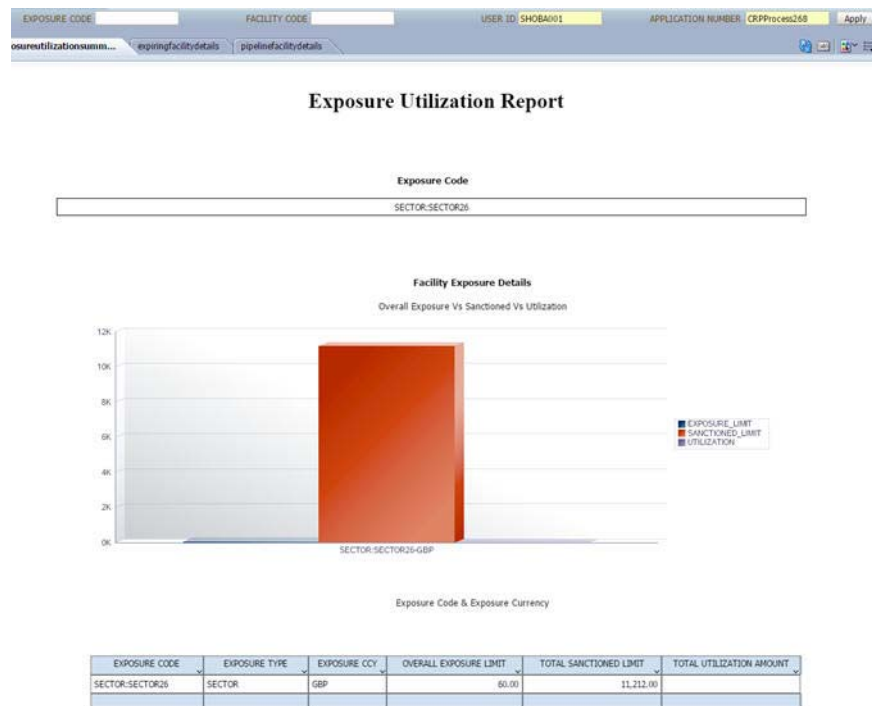 EXPOSURE CODE FACILITY CODE USER ID SHOBA001 APPLICATION NUMBER CRPProcess268 Apply
osureutilizationsumm... expiringfacilitydetails pipelinefacilitydetails
Exposure Utilization Report
Exposure Code
SECTOR:SECTOR26
Facility Exposure Details
Overall Exposure Vs Sanctioned Vs Utilization
12K
10K
8K
6K
4K
2K
0K
EXPOSURE_LIMIT
SANCTIONED_LIMIT
UTILIZATION
SECTOR:SECTOR26-GBP
Exposure Code & Exposure Currency
EXPOSURE CODE EXPOSURE TYPE EXPOSURE CCY OVERALL EXPOSURE LIMIT TOTAL SANCTIONED LIMIT TOTAL UTILIZATION AMOUNT
SECTOR:SECTOR26 SECTOR GBP 60.00 11,212.00